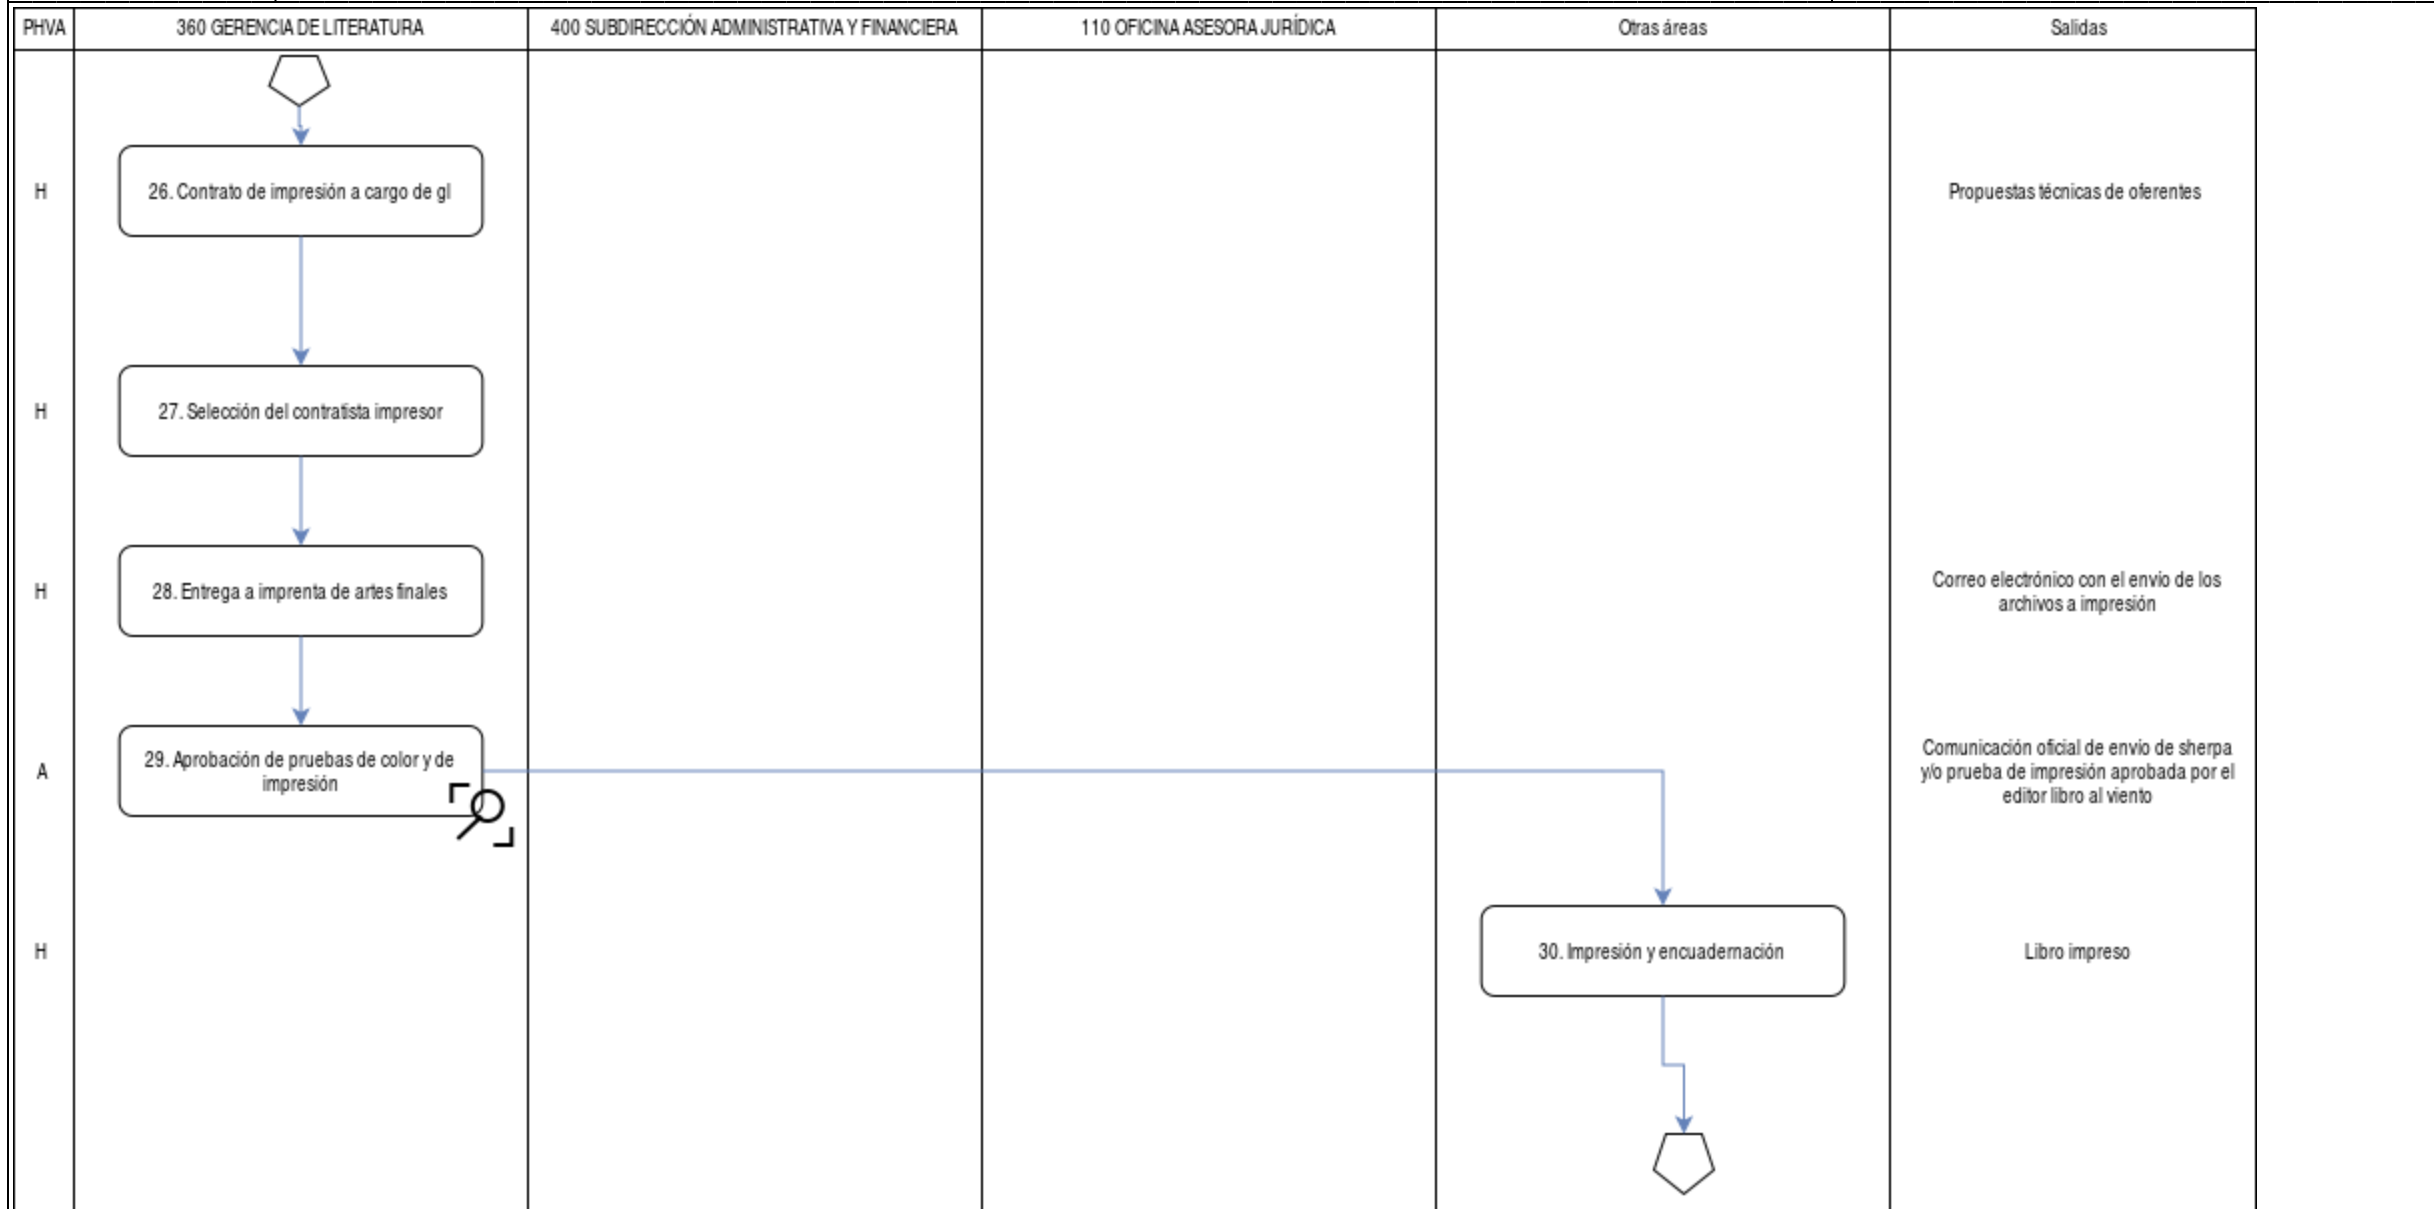 PHVA
360 GERENCIA DE LITERATURA
400 SUBDIRECCIÓN ADMINISTRATIVA Y FINANCIERA
110 OFICINA ASESORA JURÍDICA
Otras áreas
Salidas
H
26. Contrato de impresión a cargo de gl
Propuestas técnicas de oferentes
H
27. Selección del contratista impresor
H
28. Entrega a imprenta de artes finales
Correo electrónico con el envio de los
archivos a impresión
A
29. Aprobación de pruebas de color y de
impresión
Comunicación oficial de envio de sherpa
y/o prueba de impresión aprobada por el
editor libro al viento
H
30. Impresión y encuadernación
Libro impreso